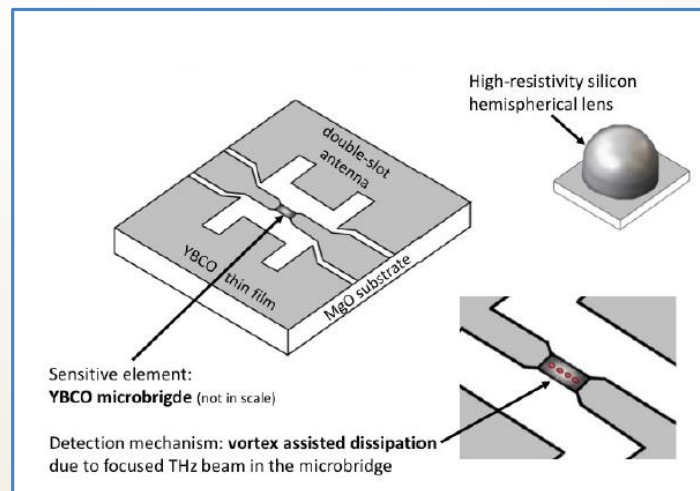 High-resistivity silicon
hemispherical lens
double-slot
antenna
YBCO thin film
MgO substrate
Sensitive element:
YBCO microbrigde (not in scale)
Detection mechanism: vortex assisted dissipation
due to focused THz beam in the microbridge